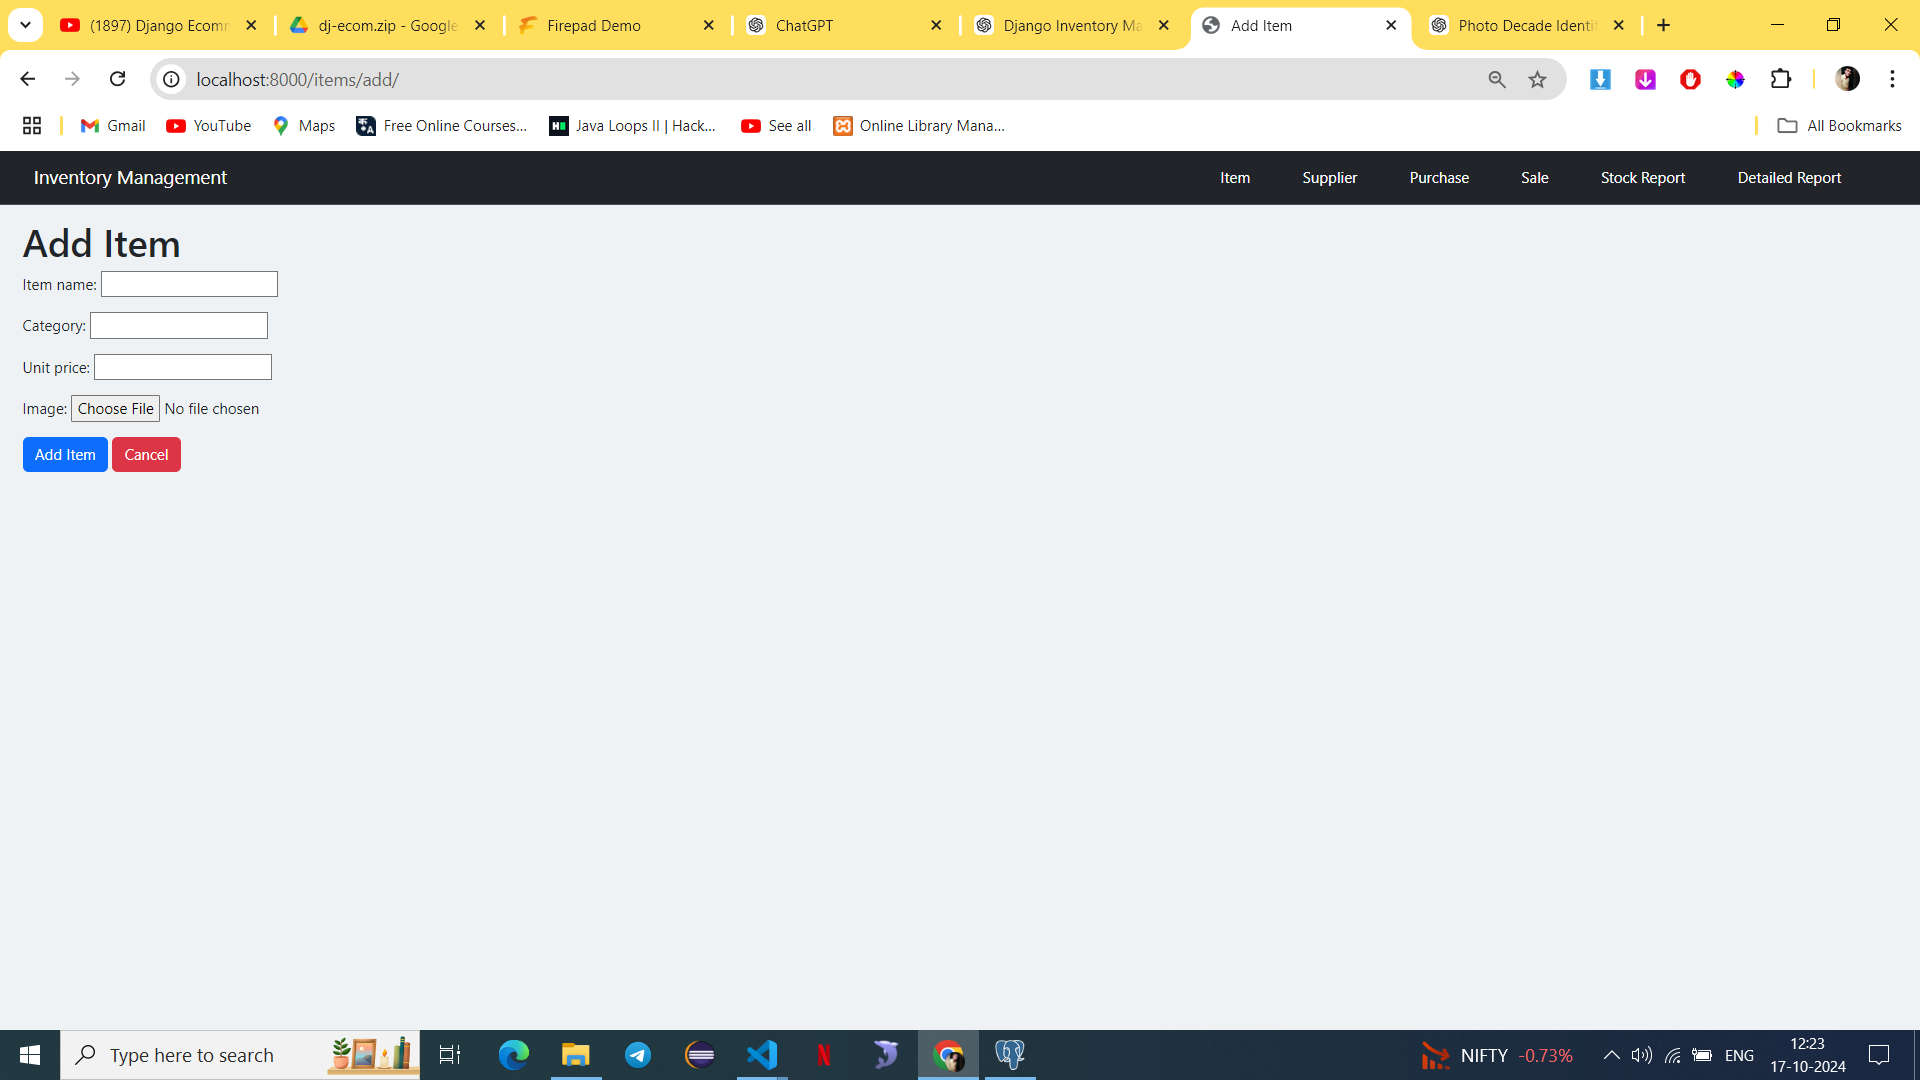 (1897) Django Ecomm
dj-ecom.zip - Google
Firepad Demo
ChatGPT
Django Inventory Ma
Add Item
Photo Decade Identif
localhost:8000/items/add/
Gmail
YouTube
Maps
Free Online Courses...
Java Loops II | Hack...
See all
Online Library Mana...
All Bookmarks
Inventory Management
Item
Supplier
Purchase
Sale
Stock Report
Detailed Report
Add Item
Item name:
Category:
Unit price:
Image: Choose File No file chosen
Add Item Cancel
Type here to search
NIFTY -0.73%
ENG
12:23
17-10-2024